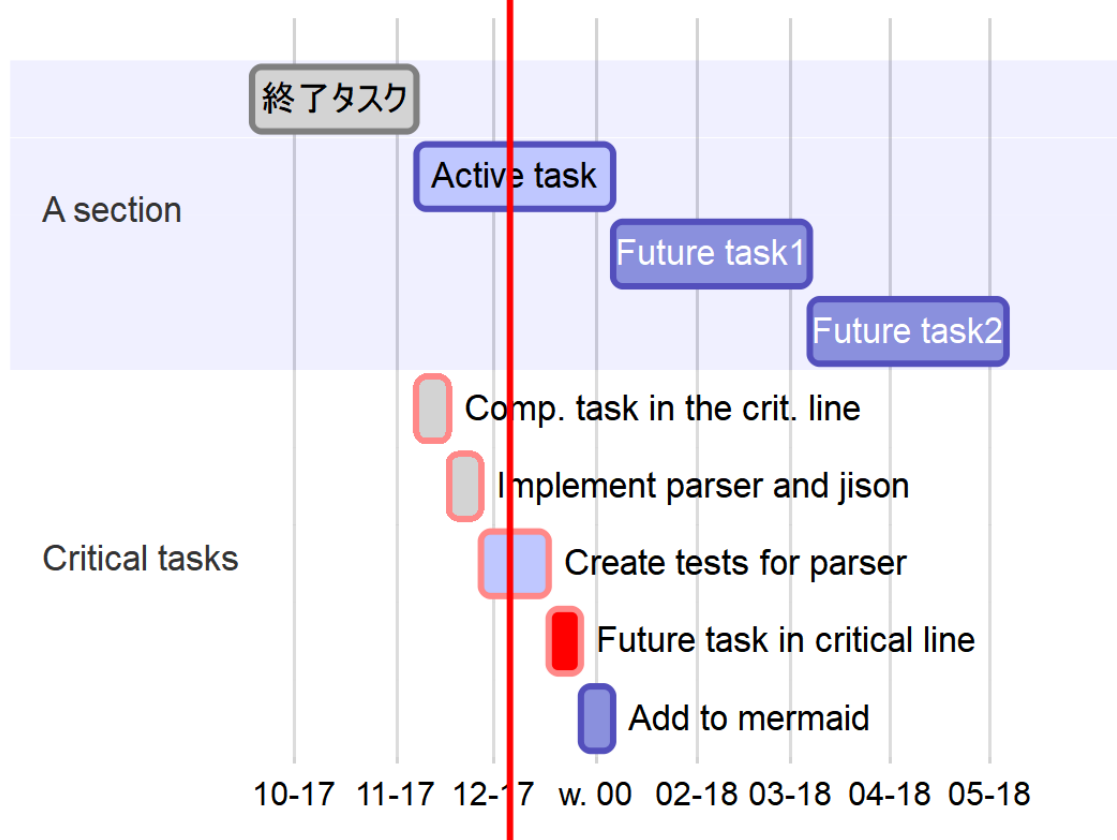 終了タスク
Active task
A section
Future task1
Future task2
Comp. task in the crit. line
Implement parser and jison
Critical tasks
Create tests for parser
Future task in critical line
Add to mermaid
10-17 11-17 12-17 w. 00 02-18 03-18 04-18 05-18